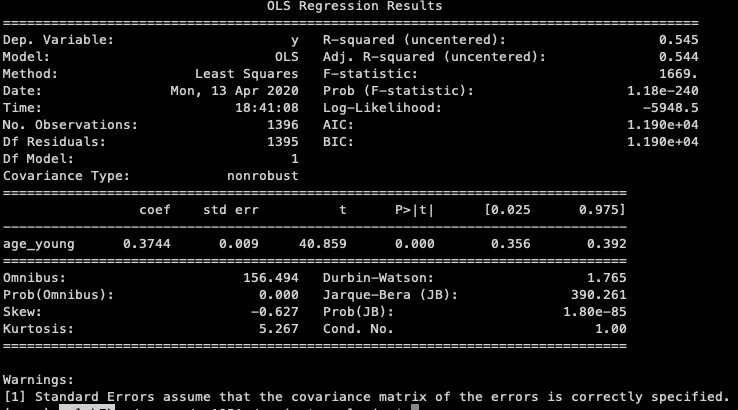 OLS Regression Results
==============================================================================
Dep. Variable: y R-squared (uncentered): 0.545
Model: OLS Adj. R-squared (uncentered): 0.544
Method: Least Squares F-statistic: 1669.
Date: Mon, 13 Apr 2020 Prob (F-statistic): 1.18e-240
Time: 18:41:08 Log-Likelihood: -5948.5
No. Observations: 1396 AIC: 1.190e+04
Df Residuals: 1395 BIC: 1.190e+04
Df Model: 1
Covariance Type: nonrobust
==============================================================================
coef std err t P>|t| [0.025 0.975]
------------------------------------------------------------------------------
age_young 0.3744 0.009 40.859 0.000 0.356 0.392
==============================================================================
Omnibus: 156.494 Durbin-Watson: 1.765
Prob(Omnibus): 0.000 Jarque-Bera (JB): 390.261
Skew: -0.627 Prob(JB): 1.80e-85
Kurtosis: 5.267 Cond. No. 1.00
==============================================================================
Warnings:
[1] Standard Errors assume that the covariance matrix of the errors is correctly specified.